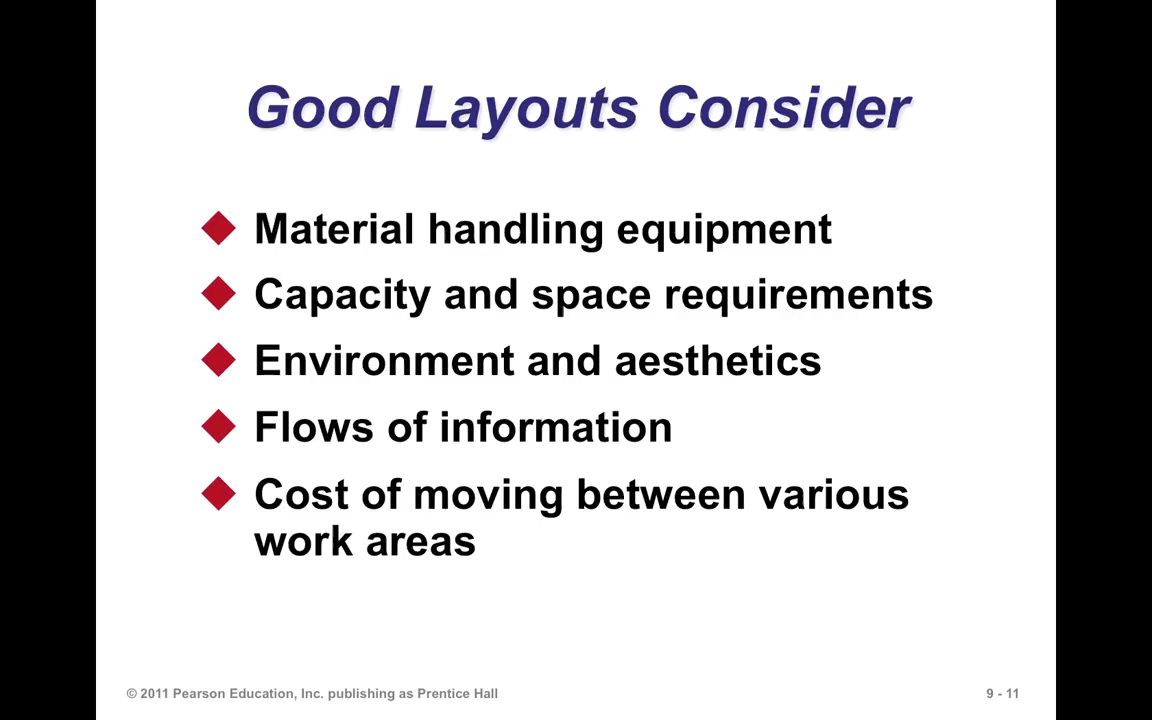 Good Layouts Consider
Material handling equipment
Capacity and space requirements
Environment and aesthetics
Flows of information
Cost of moving between various
work areas
© 2011 Pearson Education, Inc. publishing as Prentice Hall
9 - 11